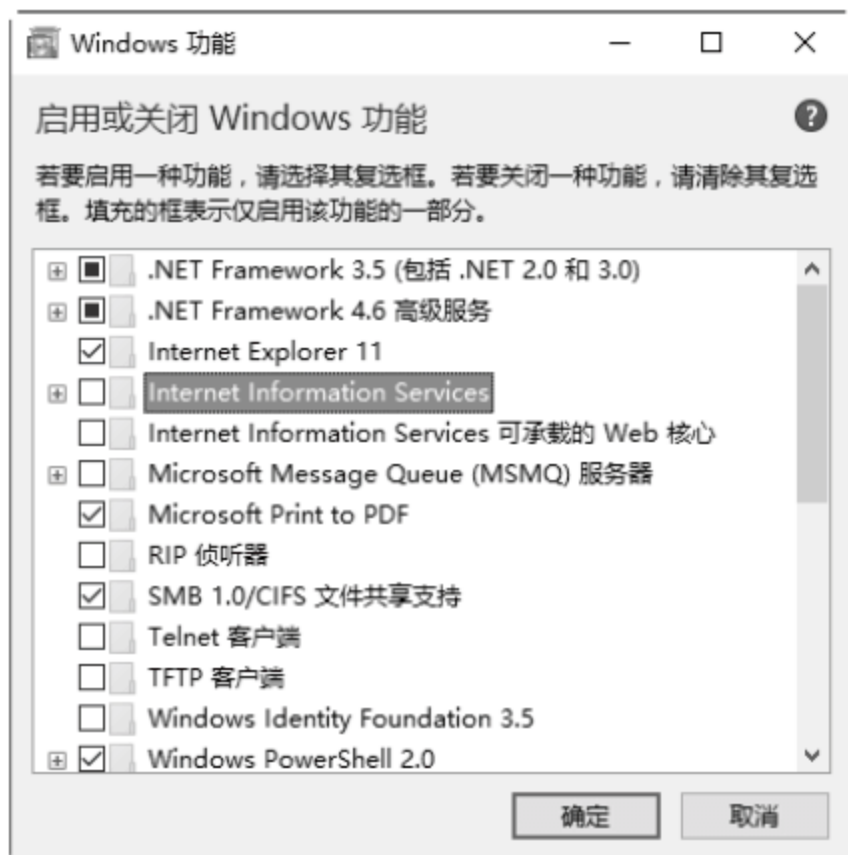 Windows 功能
启用或关闭 Windows 功能
若要启用一种功能，请选择其复选框。若要关闭一种功能，请清除其复选
框。填充的框表示仅启用该功能的一部分。
.NET Framework 3.5 (包括 .NET 2.0 和 3.0)
.NET Framework 4.6 高级服务
Internet Explorer 11
Internet Information Services
Internet Information Services 可承载的 Web 核心
Microsoft Message Queue (MSMQ) 服务器
Microsoft Print to PDF
RIP 侦听器
SMB 1.0/CIFS 文件共享支持
Telnet 客户端
TFTP 客户端
Windows Identity Foundation 3.5
Windows PowerShell 2.0
确定 取消